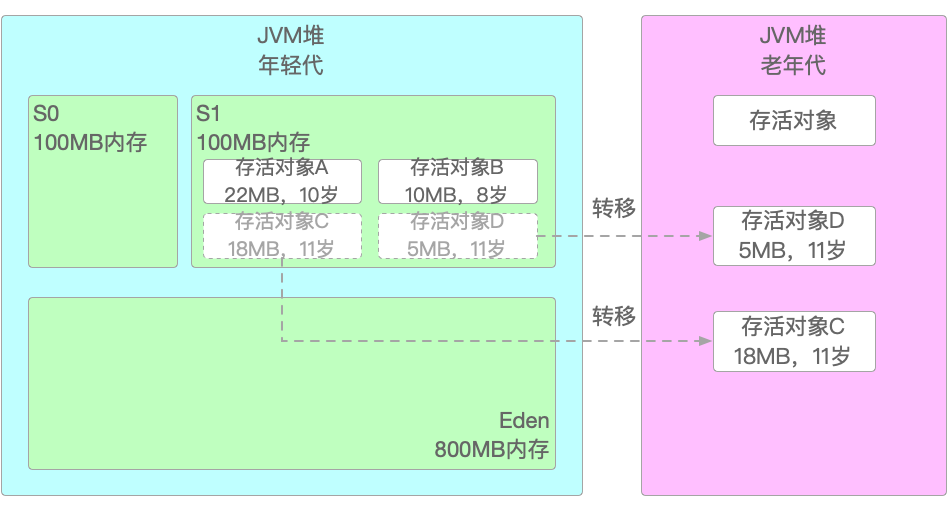 JVM堆
年轻代
S0
100MB内存
S1
100MB内存
存活对象A
22MB，10岁
存活对象B
10MB，8岁
存活对象C
18MB，11岁
存活对象D
5MB，11岁
Eden
800MB内存
转移
转移
JVM堆
老年代
存活对象
存活对象D
5MB，11岁
存活对象C
18MB，11岁